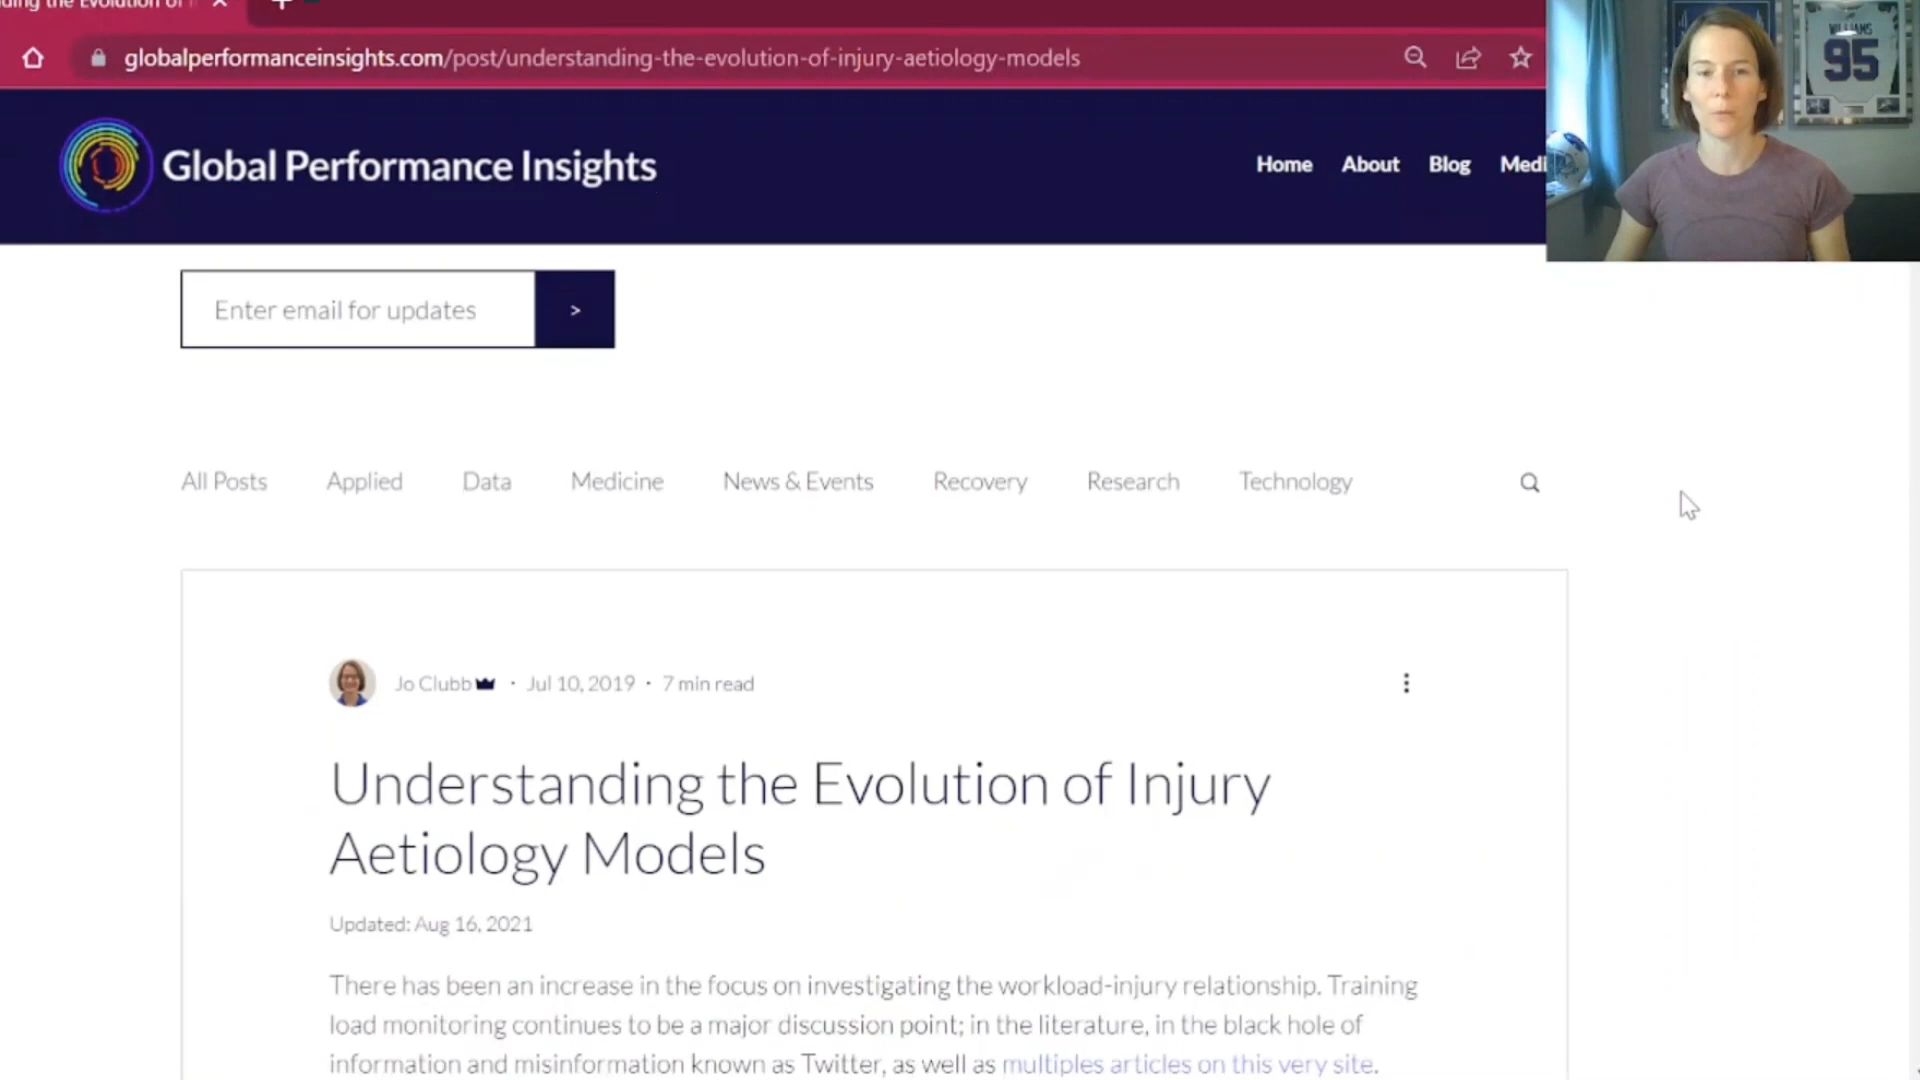 globalperformanceinsights.com/post/understanding-the-evolution-of-injury-aetiology-models
WILLIAMS
95
Global Performance Insights
Home About Blog Medi
Enter email for updates >
All Posts Applied Data Medicine News & Events Recovery Research Technology
Jo Clubb · Jul 10, 2019 · 7 min read
Understanding the Evolution of Injury
Aetiology Models
Updated: Aug 16, 2021
There has been an increase in the focus on investigating the workload-injury relationship. Training
load monitoring continues to be a major discussion point; in the literature, in the black hole of
information and misinformation known as Twitter, as well as multiples articles on this very site.